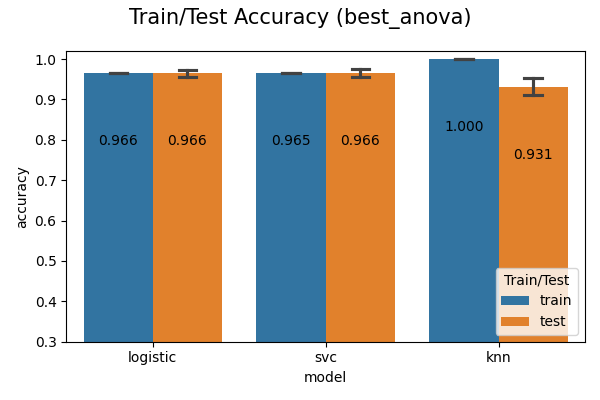 Train/Test Accuracy (best_anova)
1.0
0.9
0.8
0.7
0.6
0.5
0.4
0.3
accuracy
0.966 0.966 0.965 0.966 1.000 0.931
Train/Test
train
test
logistic svc knn
model